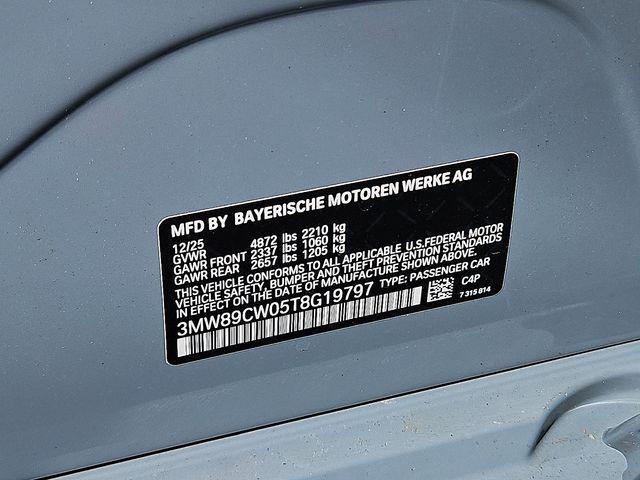 MFD BY BAYERISCHE MOTOREN WERKE AG
12/25
GVWR 4872 lbs 2210 kg
GAWR FRONT 2337 lbs 1060 kg
GAWR REAR 2657 lbs 1205 kg
THIS VEHICLE CONFORMS TO ALL APPLICABLE U.S.FEDERAL MOTOR
VEHICLE SAFETY, BUMPER AND THEFT PREVENTION STANDARDS
IN EFFECT ON THE DATE OF MANUFACTURE SHOWN ABOVE.
3MW89CW05T8G19797 TYPE: PASSENGER CAR
C4P
7 315 814